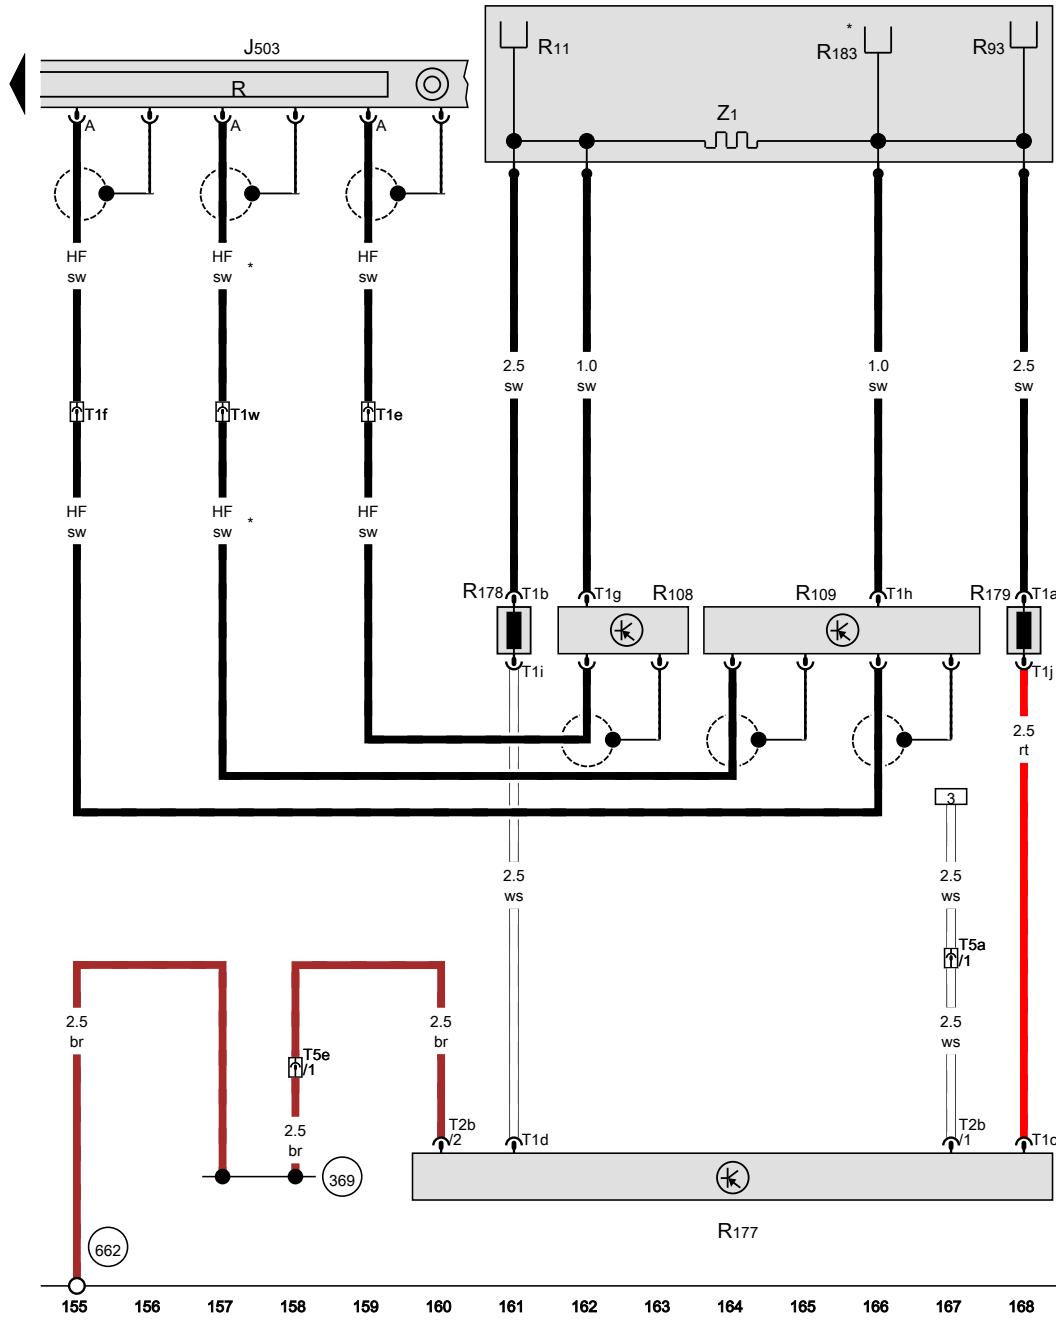 J503
R11
*
R183
R93
R
Z1
A
A
A
HF
sw
HF
sw
*
HF
sw
2.5
sw
1.0
sw
1.0
sw
2.5
sw
T1f
T1w
T1e
HF
sw
HF
sw
*
HF
sw
R178
T1b
T1g
R108
R109
T1h
R179
T1a
T1i
T1j
2.5
rt
3
2.5
ws
2.5
ws
T5a
/1
2.5
br
2.5
br
2.5
ws
T5e
/1
2.5
br
T2b
/2
T1d
T2b
/1
T1c
369
R177
662
155 156 157 158 159 160 161 162 163 164 165 166 167 168